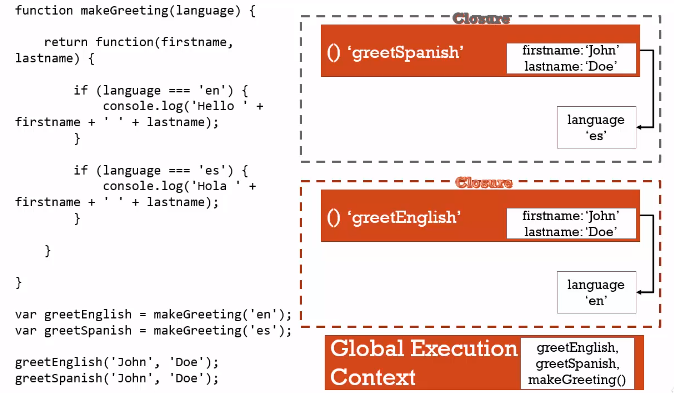 function makeGreeting(language) {
return function(firstname,
lastname) {
if (language === 'en') {
console.log('Hello ' +
firstname + ' ' + lastname);
}
if (language === 'es') {
console.log('Hola ' +
firstname + ' ' + lastname);
}
}
}
var greetEnglish = makeGreeting('en');
var greetSpanish = makeGreeting('es');
greetEnglish('John', 'Doe');
greetSpanish('John', 'Doe');
Closure
() ‘greetSpanish’
firstname: ‘John’
lastname: ‘Doe’
language
‘es’
Closure
() ‘greetEnglish’
firstname: ‘John’
lastname: ‘Doe’
language
‘en’
Global Execution
Context
greetEnglish,
greetSpanish,
makeGreeting()